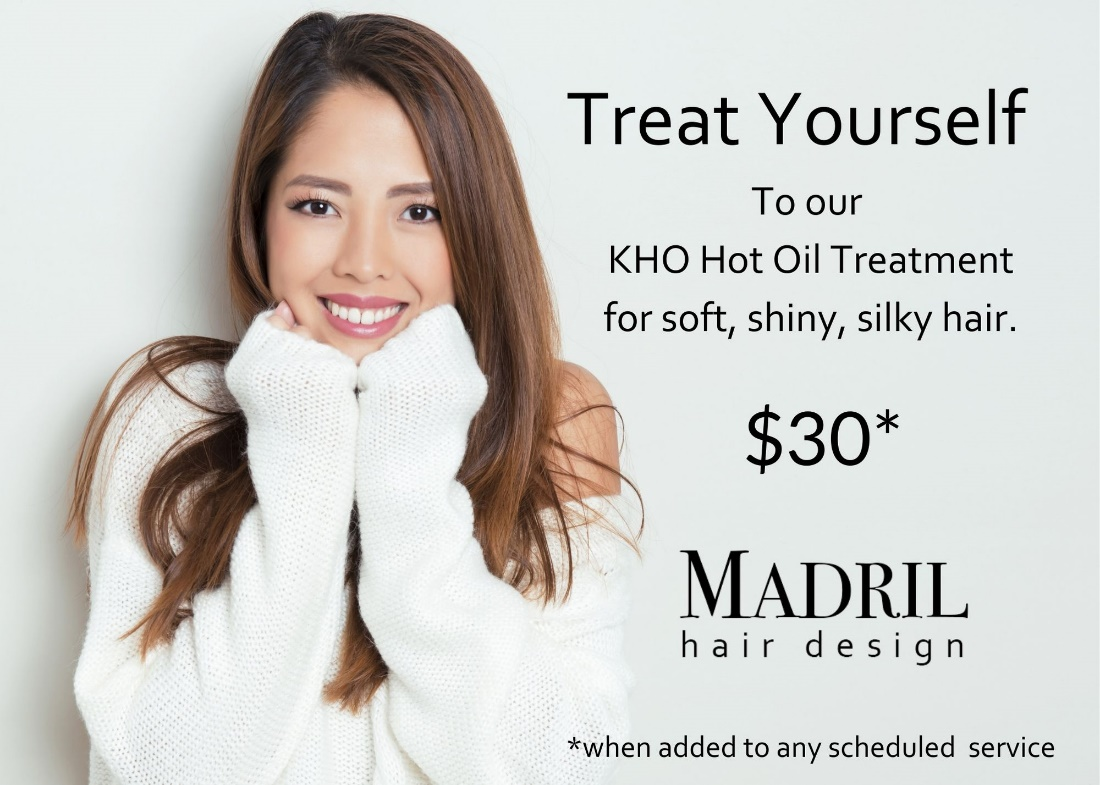 Treat Yourself
To our
KHO Hot Oil Treatment
for soft, shiny, silky hair.
$30*
MADRIL
hair design
*when added to any scheduled  service